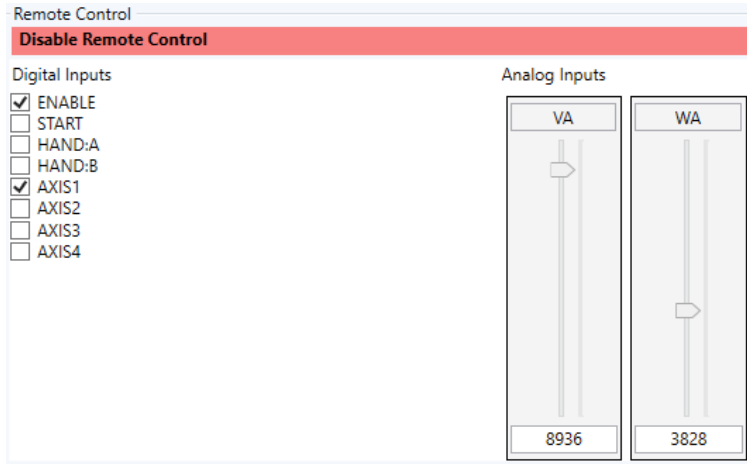 Remote Control
Disable Remote Control
Digital Inputs
ENABLE
START
HAND:A
HAND:B
AXIS1
AXIS2
AXIS3
AXIS4
Analog Inputs
VA
WA
8936
3828